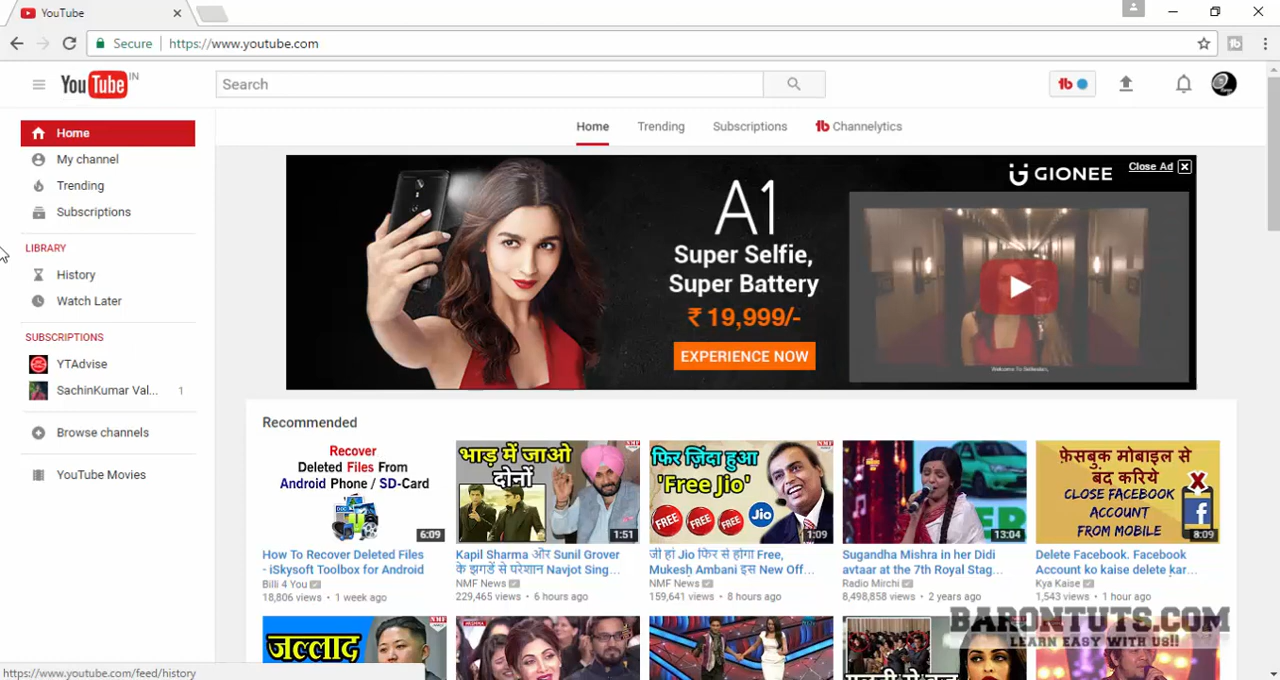 YouTube
Secure
https://www.youtube.com
YouTube IN
Search
Home
My channel
Trending
Subscriptions
LIBRARY
History
Watch Later
SUBSCRIPTIONS
YTAdvise
SachinKumar Val... 1
Browse channels
YouTube Movies
Home Trending Subscriptions Channelytics
GIONEE
Close Ad
A1
Super Selfie,
Super Battery
₹ 19,999/-
EXPERIENCE NOW
Recommended
Recover
Deleted Files From
Android Phone / SD-Card
6:09
How To Recover Deleted Files
- iSkysoft Toolbox for Android
Billi 4 You
18,806 views • 1 week ago
NMF
भाड़ में जाओ
दोनों
1:51
Kapil Sharma और Sunil Grover
के झगडें से परेशान Navjot Sing...
NMF News
229,465 views • 6 hours ago
NMF
फिर ज़िंदा हुआ
'Free Jio'
FREE FREE FREE Jio
1:09
जी हां Jio फिर से होगा Free,
Mukesh Ambani इस New Off...
NMF News
159,641 views • 8 hours ago
13:04
Sugandha Mishra in her Didi
avtaar at the 7th Royal Stag...
Radio Mirchi
8,498,858 views • 2 years ago
फ़ेसबुक मोबाइल से
बद करिये
CLOSE FACEBOOK
ACCOUNT
FROM MOBILE
8:09
Delete Facebook. Facebook
Account ko kaise delete kar...
Kya Kaise
1,543 views • 1 hour ago
जल्लाद
NMF
BARONTUTS.COM
LEARN EASY WITH US!!
https://www.youtube.com/feed/history